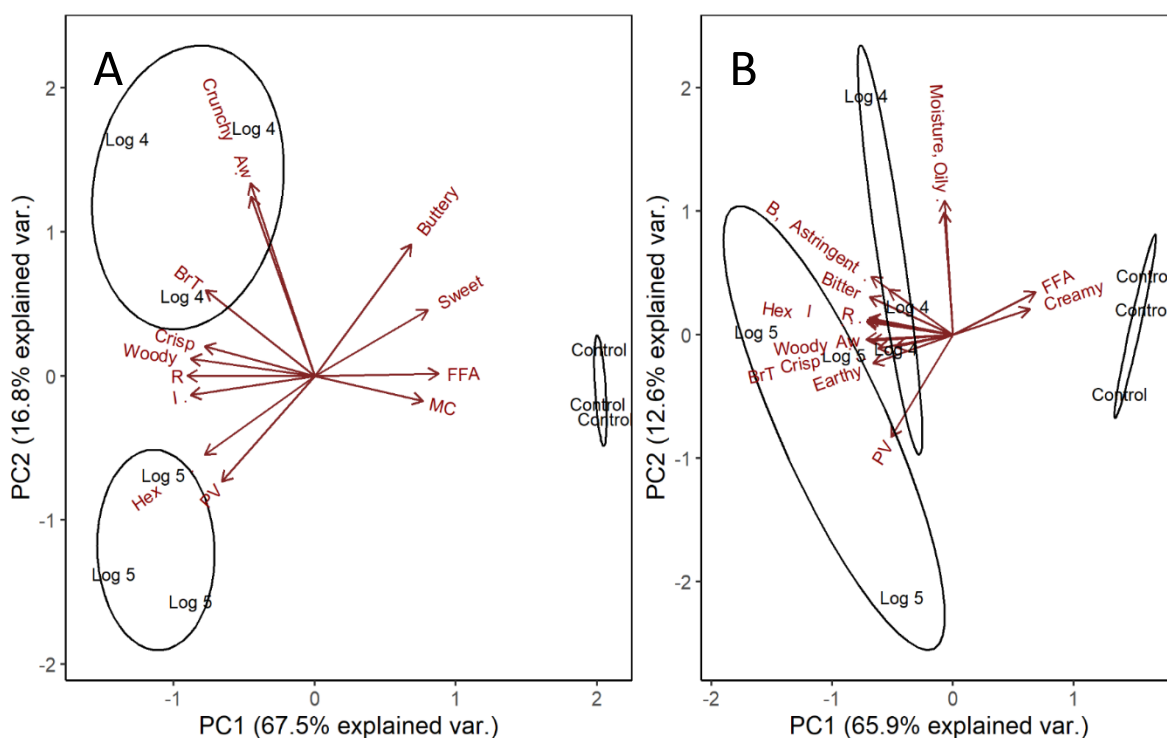 A
2
1
0
-1
-2
PC2 (16.8% explained var.)
Crunchy
Log 4
Log 4
Aw
Buttery
BrT
Log 4
Sweet
Crisp
Woody
R
I .
FFA
MC
Control
Control
Control
Log 5
Hex
PV
Log 5
Log 5
-1
0
1
2
PC1 (67.5% explained var.)
B
2
1
0
-1
-2
PC2 (12.6% explained var.)
Log 4
Moisture, Oily .
B, Astringent .
Bitter
Hex I R .
Log 4
FFA
Creamy
Control
Control
Log 5
Woody Aw
Log 5
Log 4
BrT Crisp
Earthy
Control
PV
Log 5
-2
-1
0
1
PC1 (65.9% explained var.)